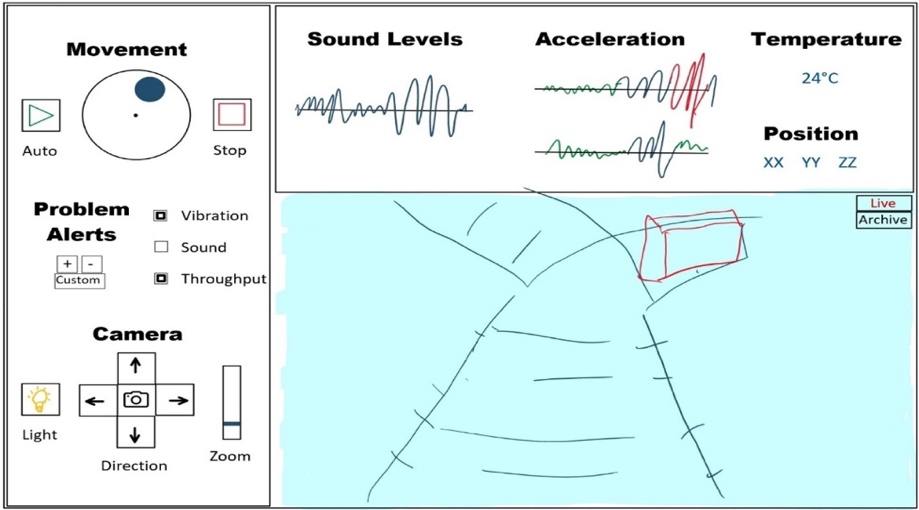 Movement
Auto
Stop
Problem
Alerts
+ -
Custom
Vibration
Sound
Throughput
Camera
Light
Direction
Zoom
Sound Levels
Acceleration
Temperature
24°C
Position
XX YY ZZ
Live
Archive